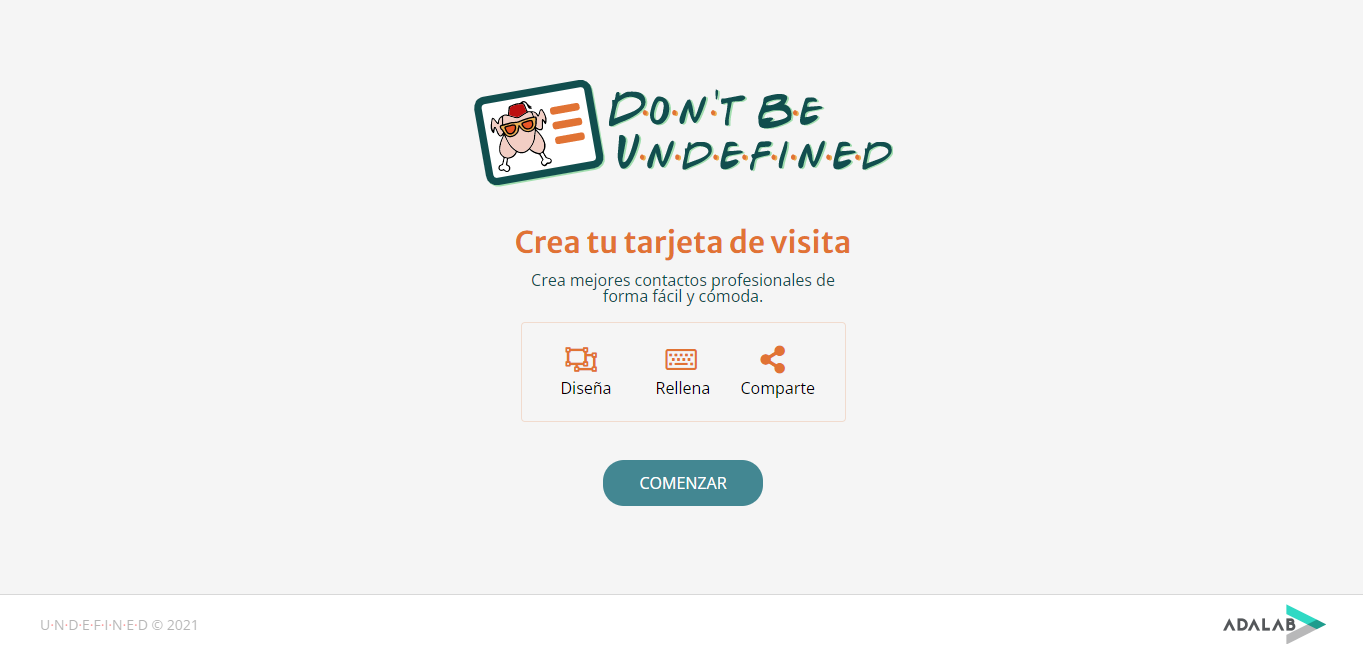 D·O·N'T B·E
U·N·D·E·F·I·N·E·D
Crea tu tarjeta de visita
Crea mejores contactos profesionales de
forma fácil y cómoda.
Diseña Rellena Comparte
COMENZAR
U·N·D·E·F·I·N·E·D © 2021
ADALAB